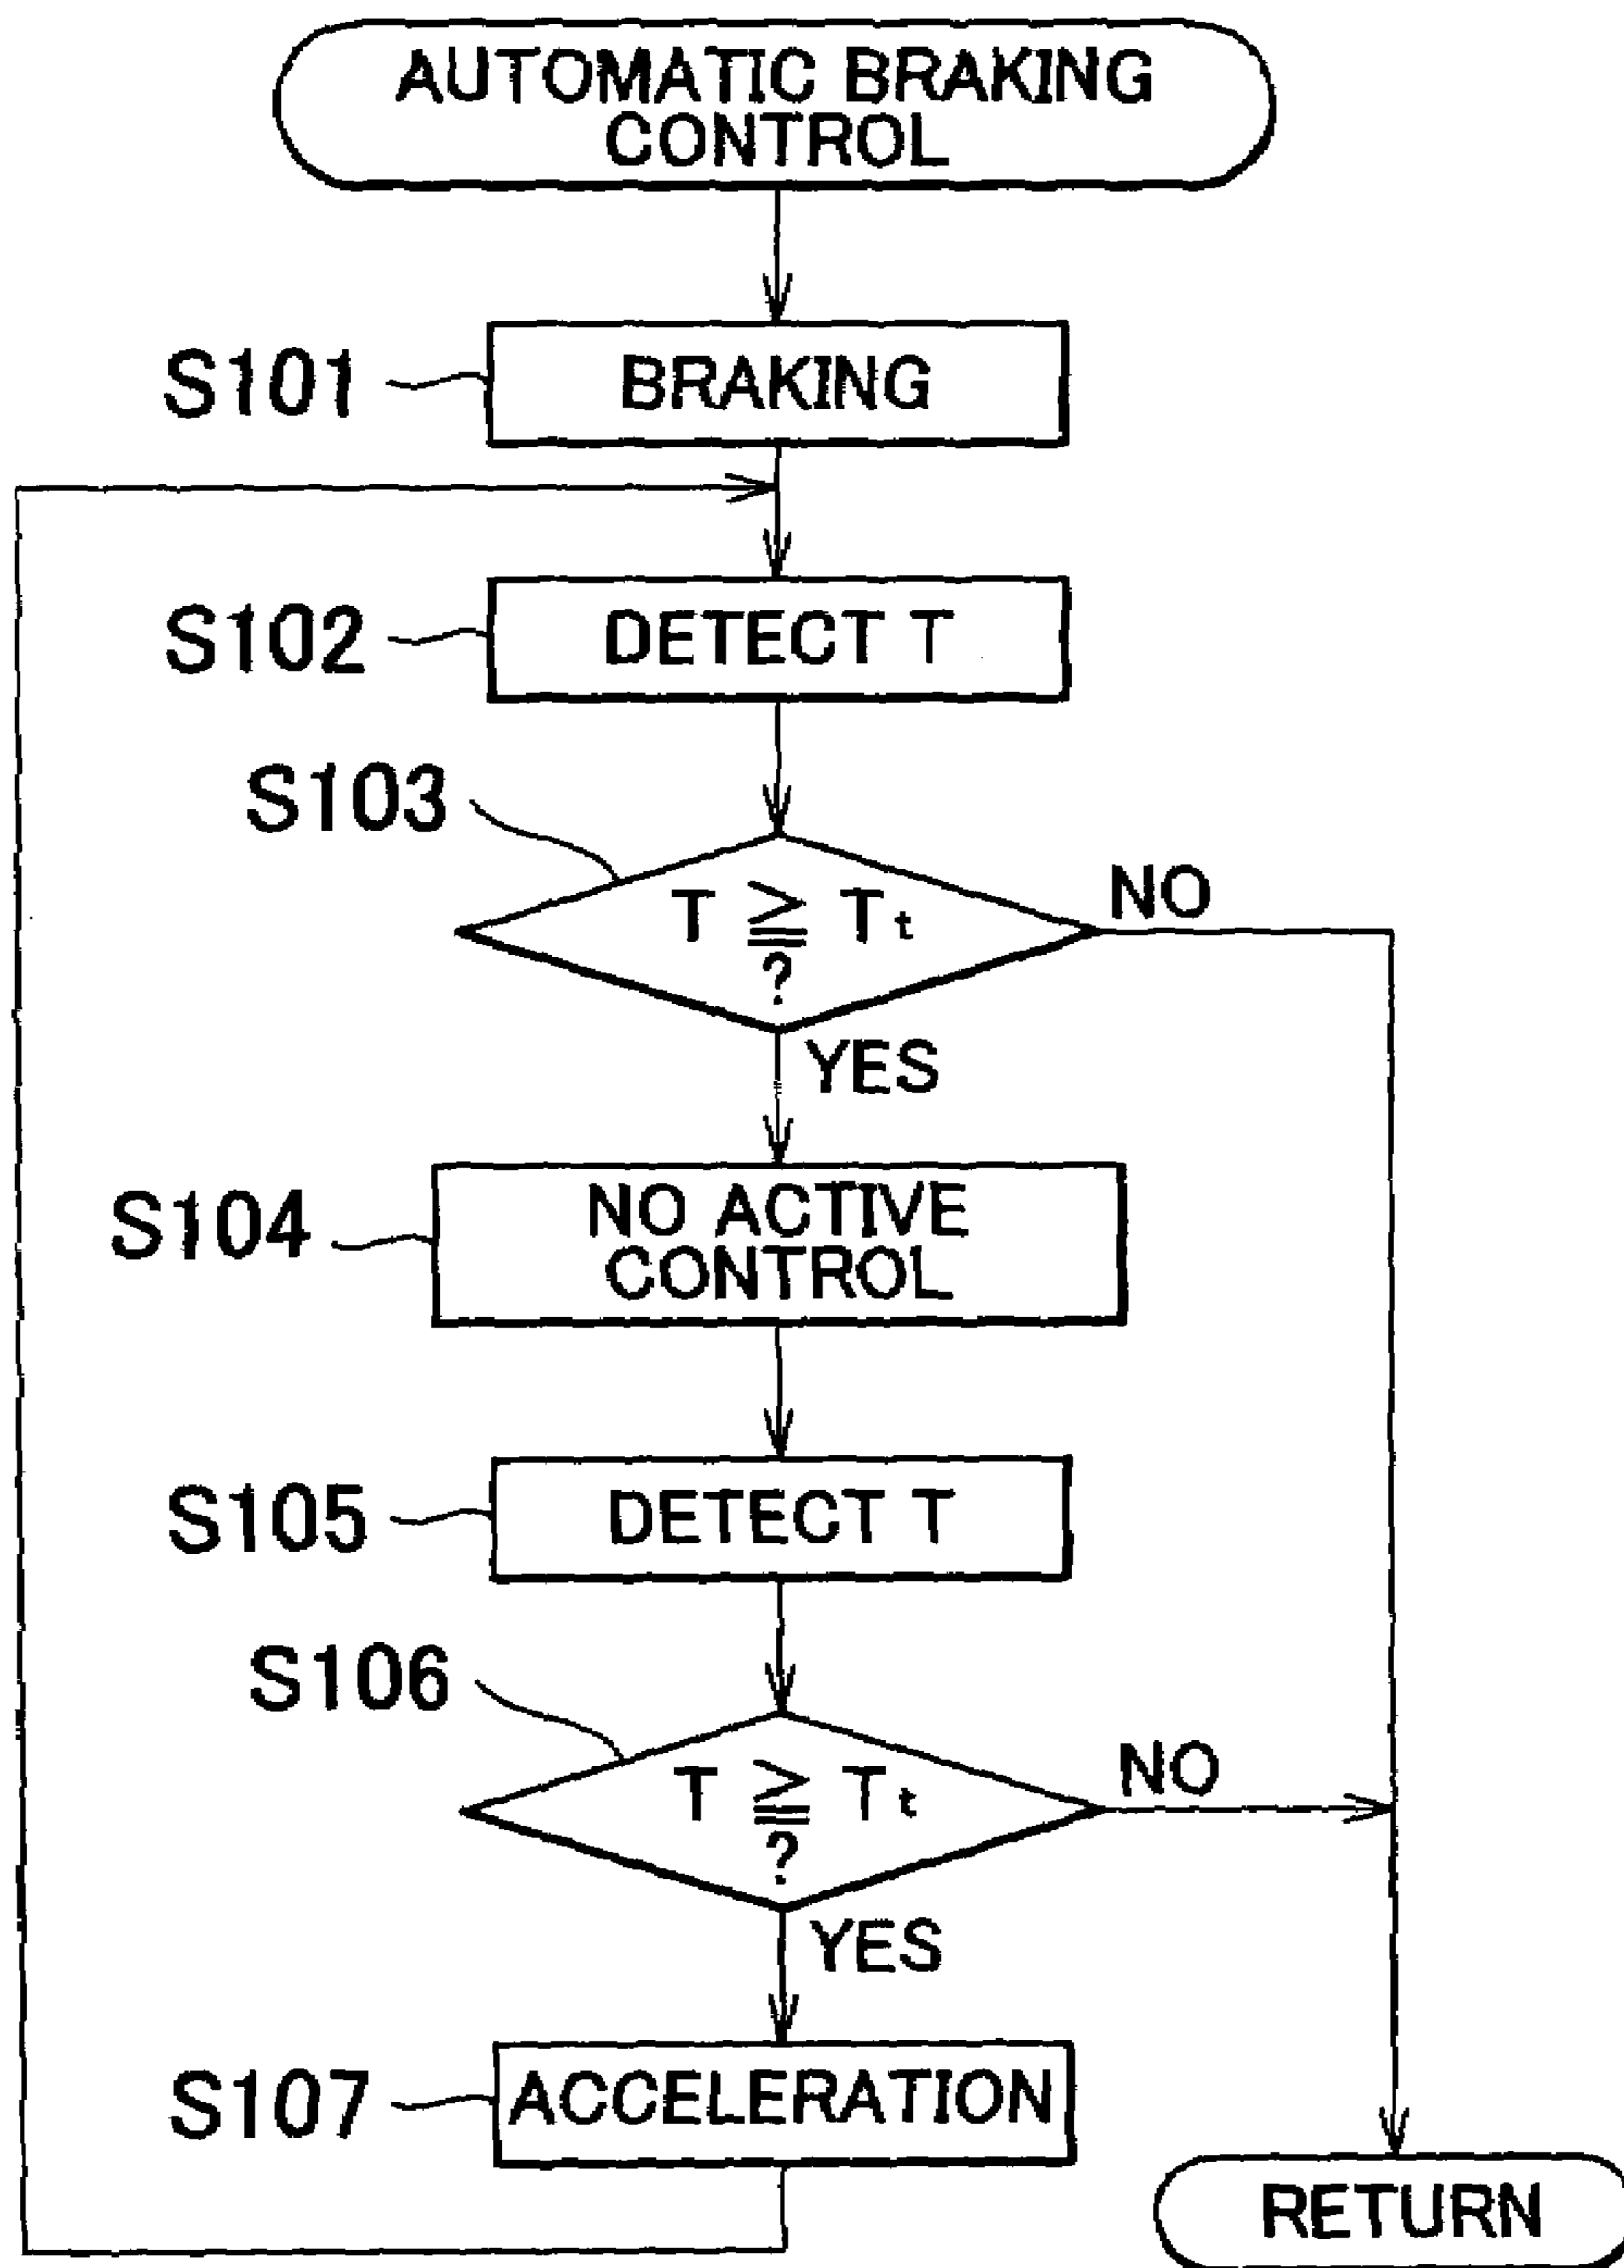 AUTOMATIC BRAKING
CONTROL
S101
BRAKING
S102
DETECT T
S103
T ≧ Tt
?
NO
YES
S104
NO ACTIVE
CONTROL
S105
DETECT T
S106
T ≧ Tt
?
NO
YES
S107
ACCELERATION
RETURN